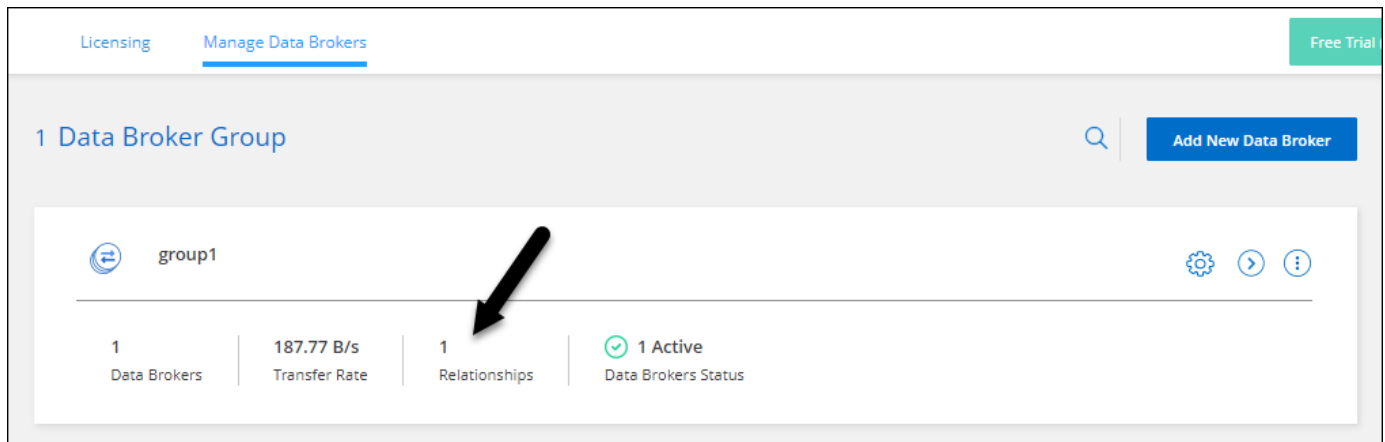 Licensing Manage Data Brokers Free Trial
1 Data Broker Group Add New Data Broker
group1
1 187.77 B/s 1 1 Active
Data Brokers Transfer Rate Relationships Data Brokers Status